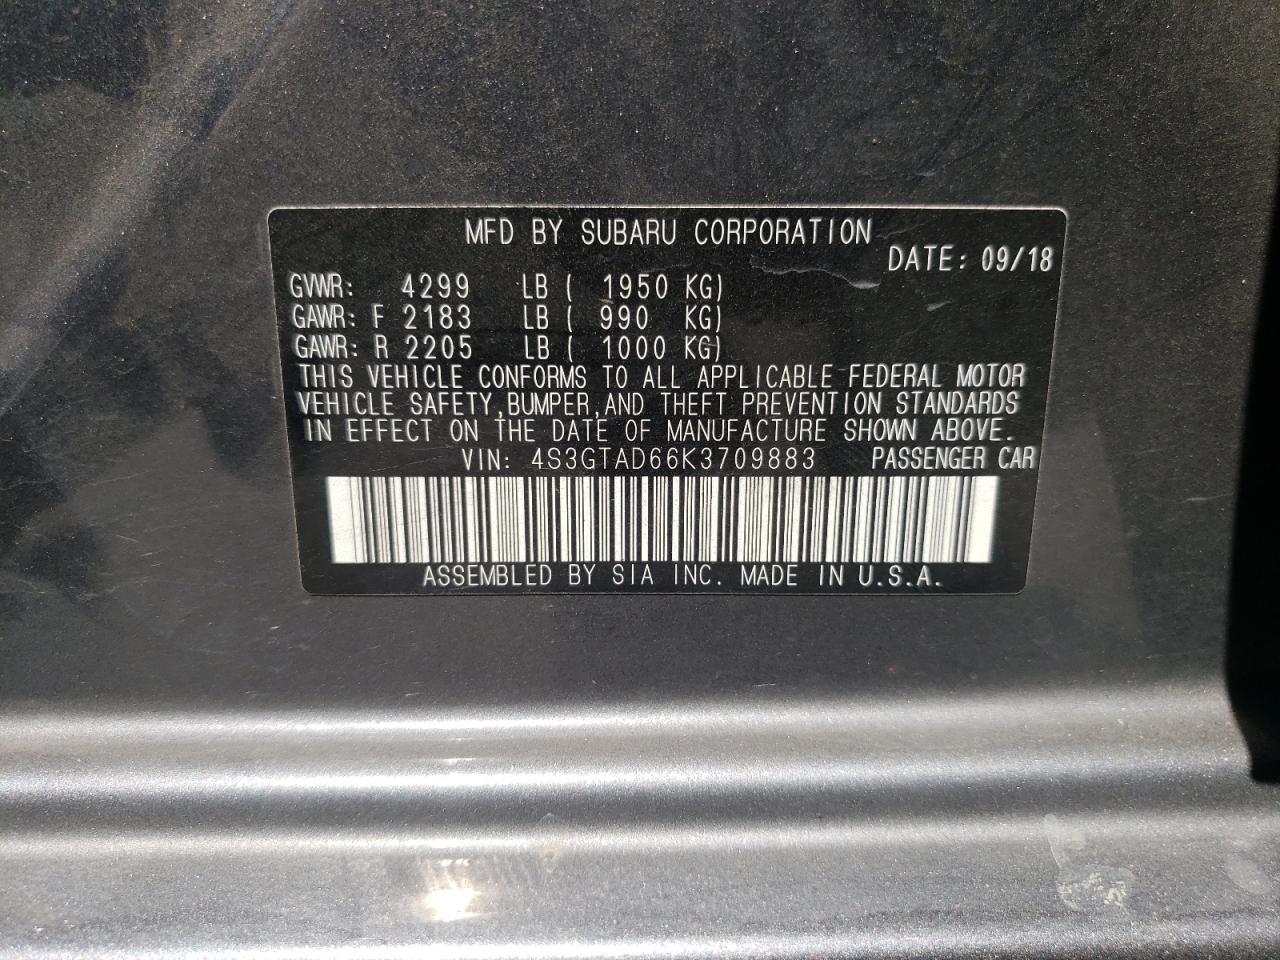 MFD BY SUBARU CORPORATION
DATE: 09/18
GVWR: 4299 LB ( 1950 KG)
GAWR: F 2183 LB ( 990 KG)
GAWR: R 2205 LB ( 1000 KG)
THIS VEHICLE CONFORMS TO ALL APPLICABLE FEDERAL MOTOR
VEHICLE SAFETY,BUMPER,AND THEFT PREVENTION STANDARDS
IN EFFECT ON THE DATE OF MANUFACTURE SHOWN ABOVE.
VIN: 4S3GTAD66K3709883 PASSENGER CAR
ASSEMBLED BY SIA INC. MADE IN U.S.A.